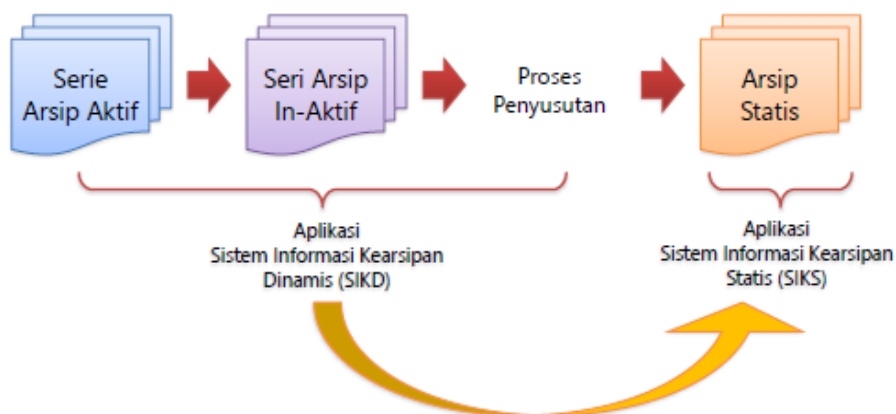 Serie
Arsip Aktif
Seri Arsip
In-Aktif
Proses
Penyusutan
Arsip
Statis
Aplikasi
Sistem Informasi Kearsipan
Dinamis (SIKD)
Aplikasi
Sistem Informasi Kearsipan
Statis (SIKS)